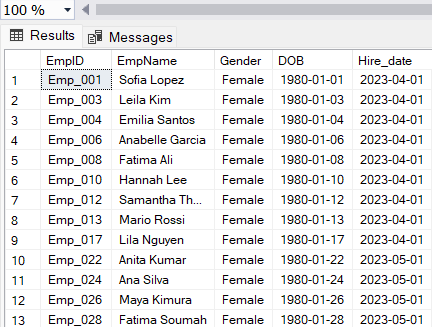 100 %
Results Messages
EmpID EmpName Gender DOB Hire_date
1 Emp_001 Sofia Lopez Female 1980-01-01 2023-04-01
2 Emp_003 Leila Kim Female 1980-01-03 2023-04-01
3 Emp_004 Emilia Santos Female 1980-01-04 2023-04-01
4 Emp_006 Anabelle Garcia Female 1980-01-06 2023-04-01
5 Emp_008 Fatima Ali Female 1980-01-08 2023-04-01
6 Emp_010 Hannah Lee Female 1980-01-10 2023-04-01
7 Emp_012 Samantha Th... Female 1980-01-12 2023-04-01
8 Emp_013 Mario Rossi Female 1980-01-13 2023-04-01
9 Emp_017 Lila Nguyen Female 1980-01-17 2023-04-01
10 Emp_022 Anita Kumar Female 1980-01-22 2023-05-01
11 Emp_024 Ana Silva Female 1980-01-24 2023-05-01
12 Emp_026 Maya Kimura Female 1980-01-26 2023-05-01
13 Emp_028 Fatima Soumah Female 1980-01-28 2023-05-01